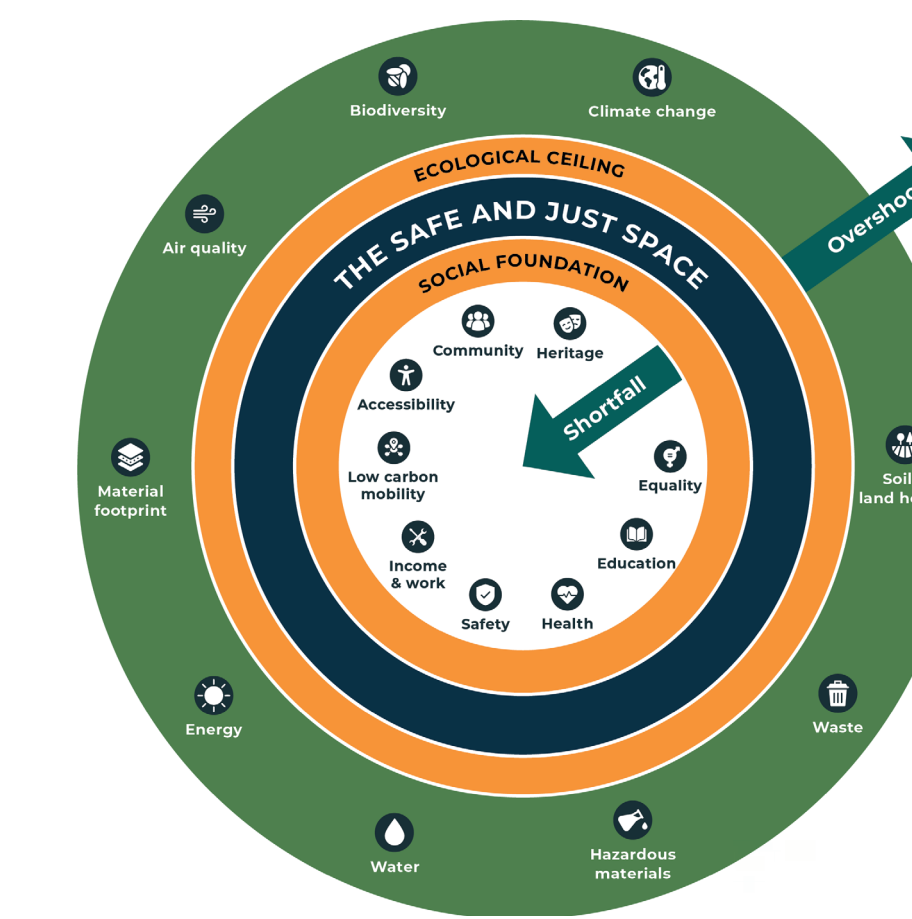 Biodiversity
Climate change
ECOLOGICAL CEILING
Air quality
THE SAFE AND JUST SPACE
SOCIAL FOUNDATION
Community
Heritage
Accessibility
Shortfall
Low carbon
mobility
Equality
Material
footprint
Education
Income
& work
Safety
Health
Energy
Waste
Water
Hazardous
materials
land